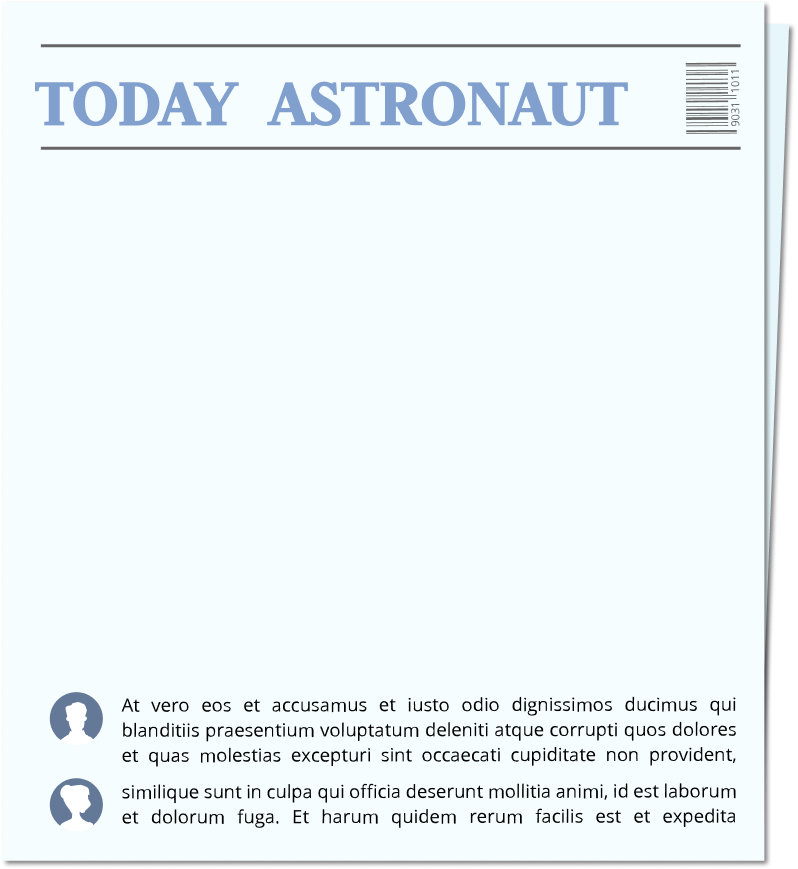 TODAY ASTRONAUT
9031 1011
At vero eos et accusamus et iusto odio dignissimos ducimus qui
blanditiis praesentium voluptatum deleniti atque corrupti quos dolores
et quas molestias excepturi sint occaecati cupiditate non provident,
similique sunt in culpa qui officia deserunt mollitia animi, id est laborum
et dolorum fuga. Et harum quidem rerum facilis est et expedita